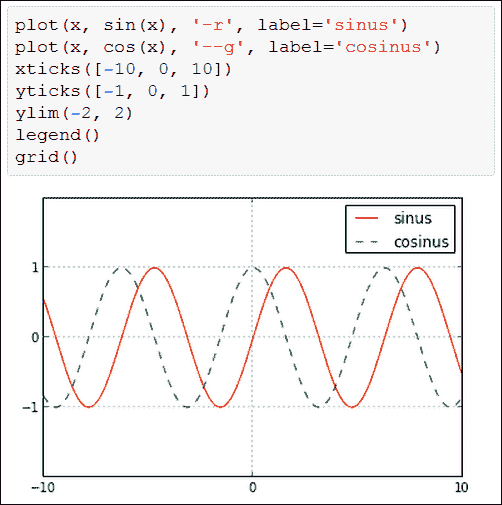 plot(x, sin(x), '-r', label='sinus')
plot(x, cos(x), '--g', label='cosinus')
xticks([-10, 0, 10])
yticks([-1, 0, 1])
ylim(-2, 2)
legend()
grid()
sinus
cosinus
1
0
−1
−10 0 10